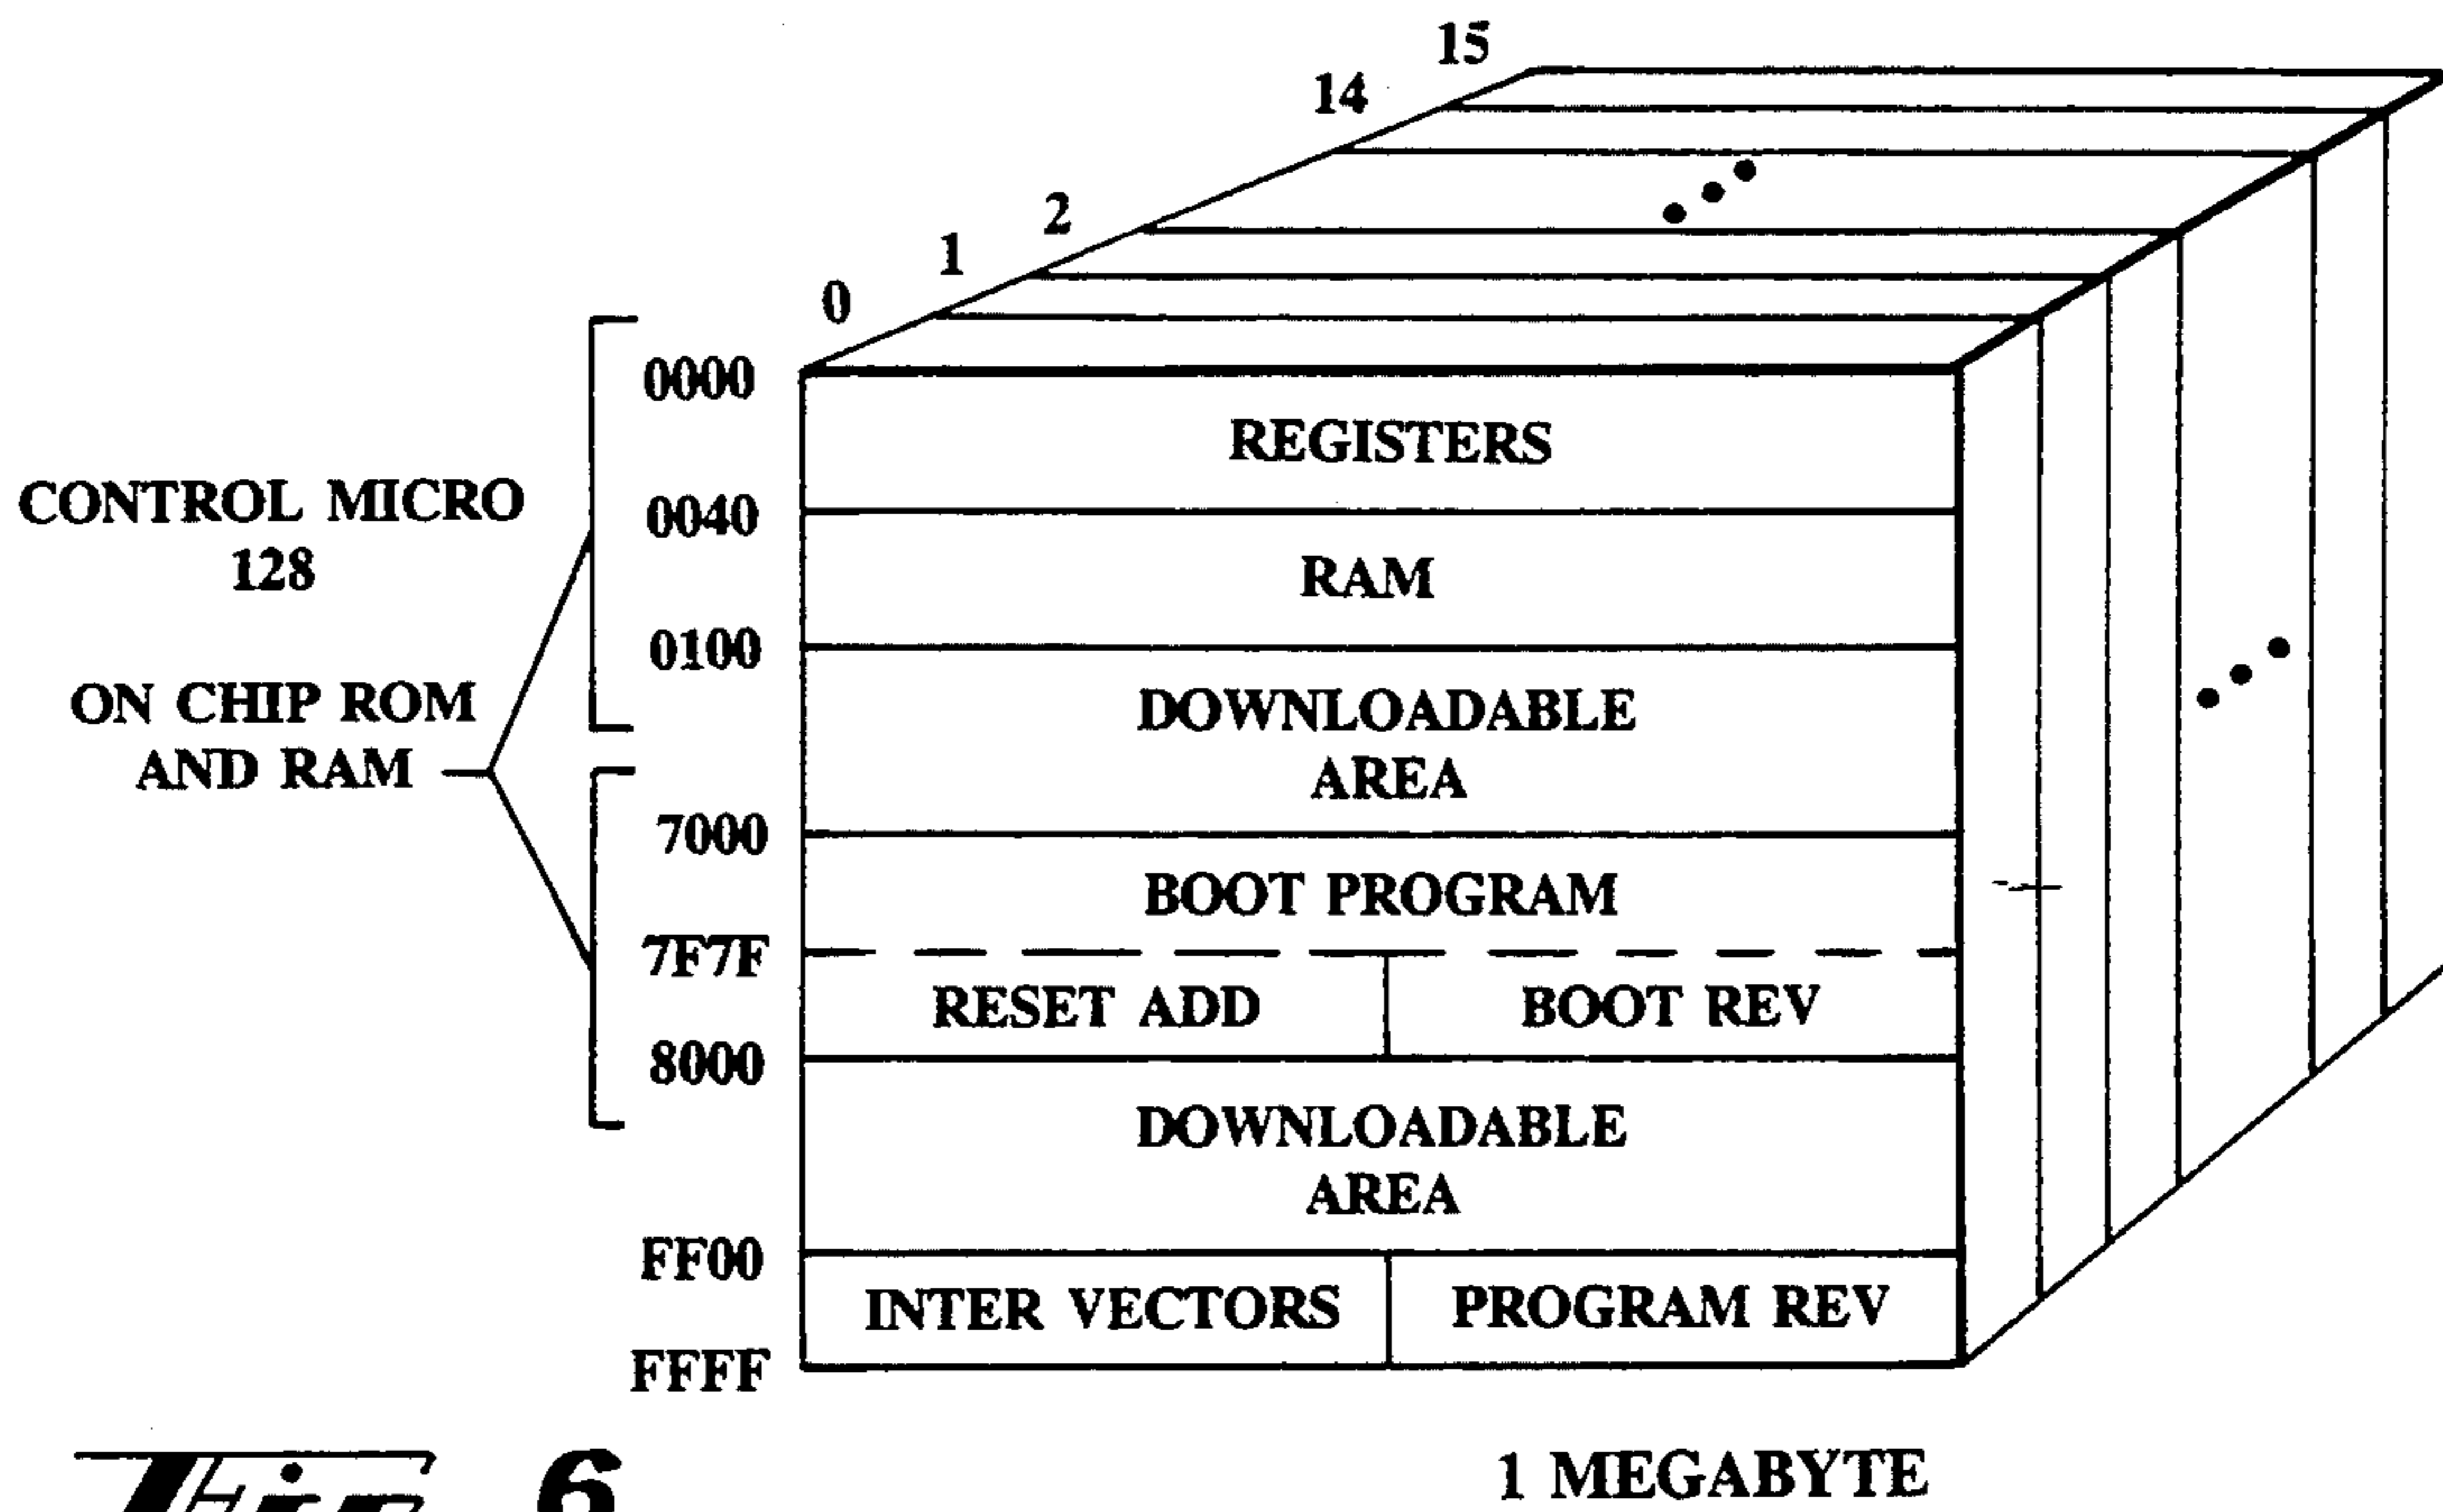 15
14
2
1
0
0000
REGISTERS
CONTROL MICRO
128
0040
RAM
0100
ON CHIP ROM
AND RAM
DOWNLOADABLE
AREA
7000
BOOT PROGRAM
7F7F
RESET ADD
BOOT REV
8000
DOWNLOADABLE
AREA
FF00
INTER VECTORS
PROGRAM REV
FFFF
Fig 6
1 MEGABYTE